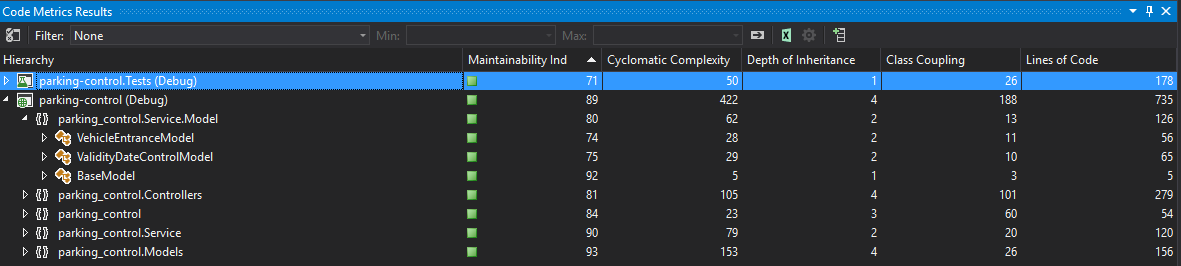 Code Metrics Results
Filter: None Min: Max:
Hierarchy Maintainability Ind Cyclomatic Complexity Depth of Inheritance Class Coupling Lines of Code
parking-control.Tests (Debug) 71 50 1 26 178
parking-control (Debug) 89 422 4 188 735
{} parking_control.Service.Model 80 62 2 13 126
VehicleEntranceModel 74 28 2 11 56
ValidityDateControlModel 75 29 2 10 65
BaseModel 92 5 1 3 5
{} parking_control.Controllers 81 105 4 101 279
{} parking_control 84 23 3 60 54
{} parking_control.Service 90 79 2 20 120
{} parking_control.Models 93 153 4 26 156